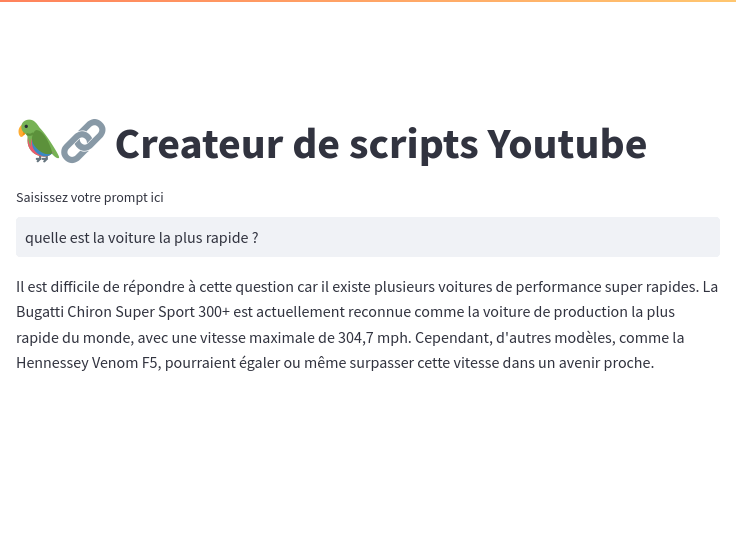 🦜🔗 Createur de scripts Youtube
Saisissez votre prompt ici
quelle est la voiture la plus rapide ?
Il est difficile de répondre à cette question car il existe plusieurs voitures de performance super rapides. La
Bugatti Chiron Super Sport 300+ est actuellement reconnue comme la voiture de production la plus
rapide du monde, avec une vitesse maximale de 304,7 mph. Cependant, d'autres modèles, comme la
Hennessey Venom F5, pourraient égaler ou même surpasser cette vitesse dans un avenir proche.